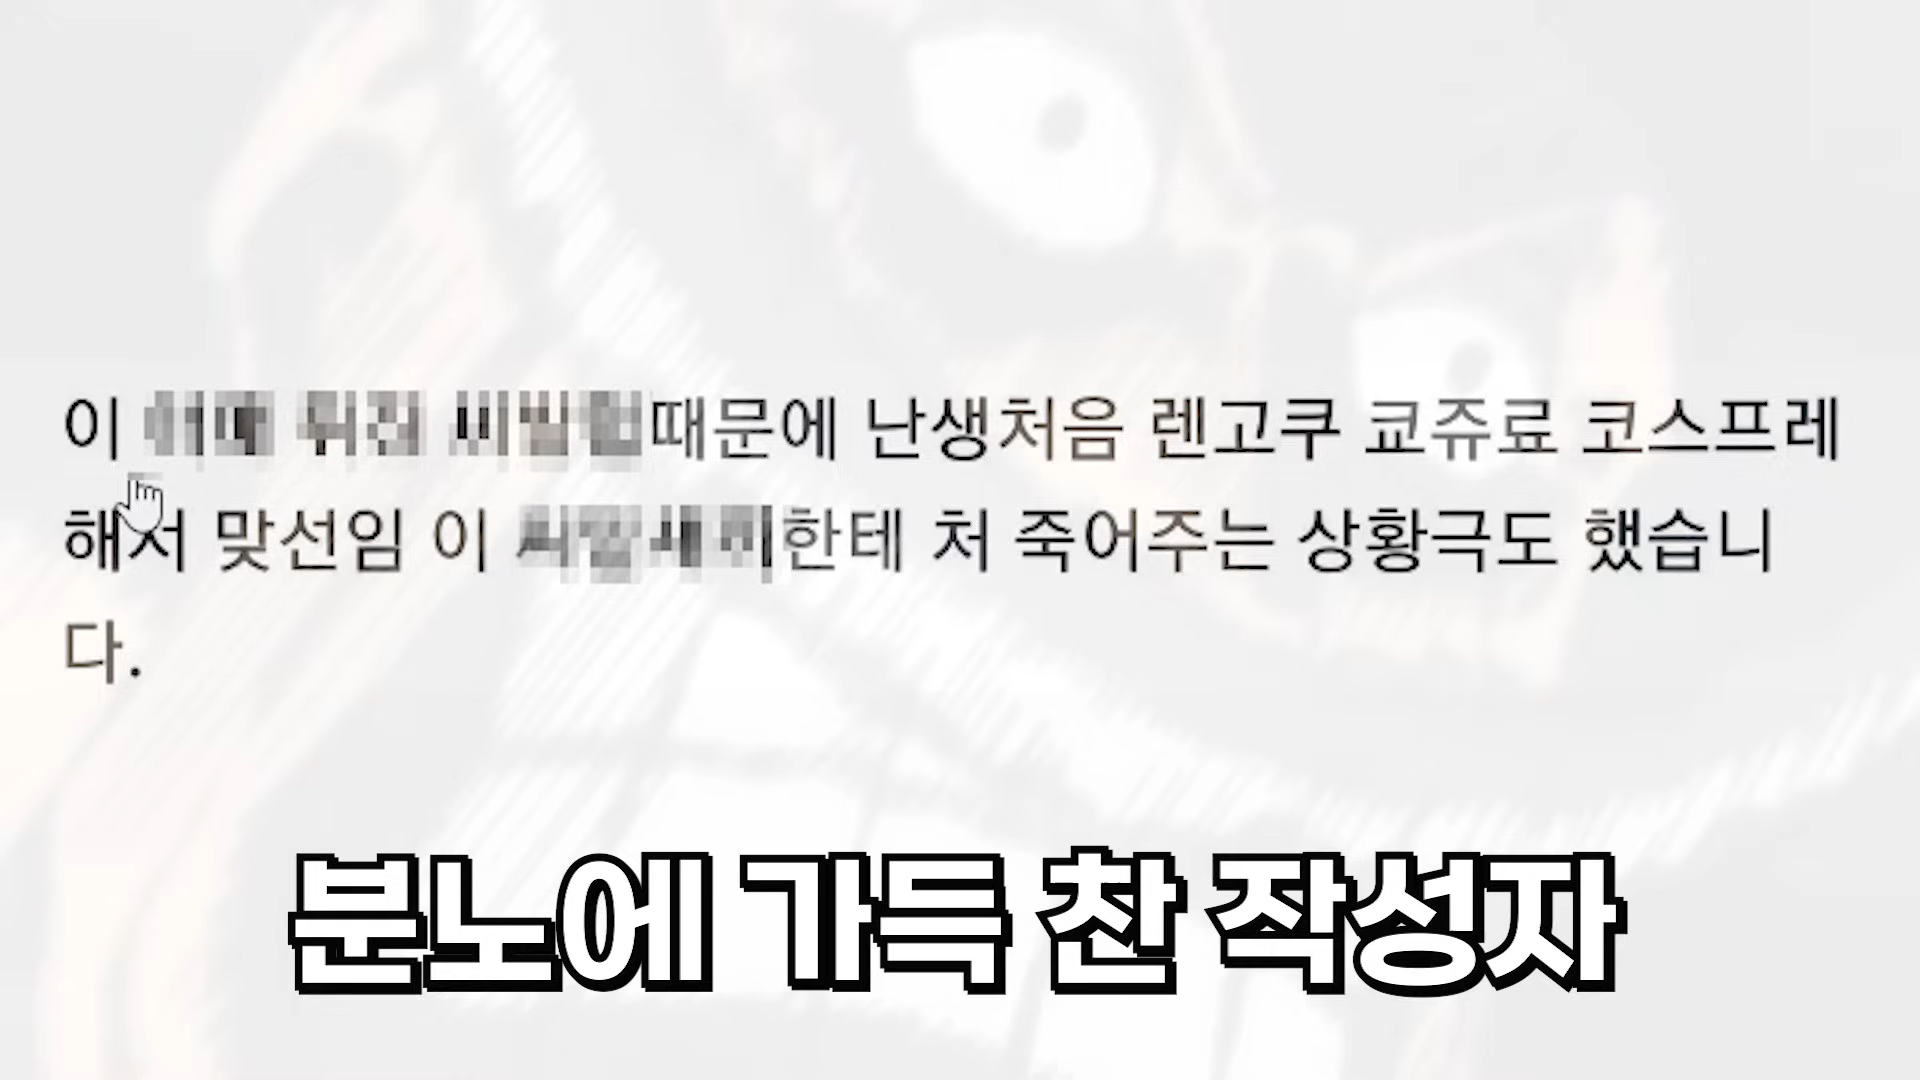 이 때문에 난생처음 렌고쿠 쿄쥬료 코스프레
해서 맞선임 이 한테 처 죽어주는 상황극도 했습니
다.
분노에 가득 찬 작성자